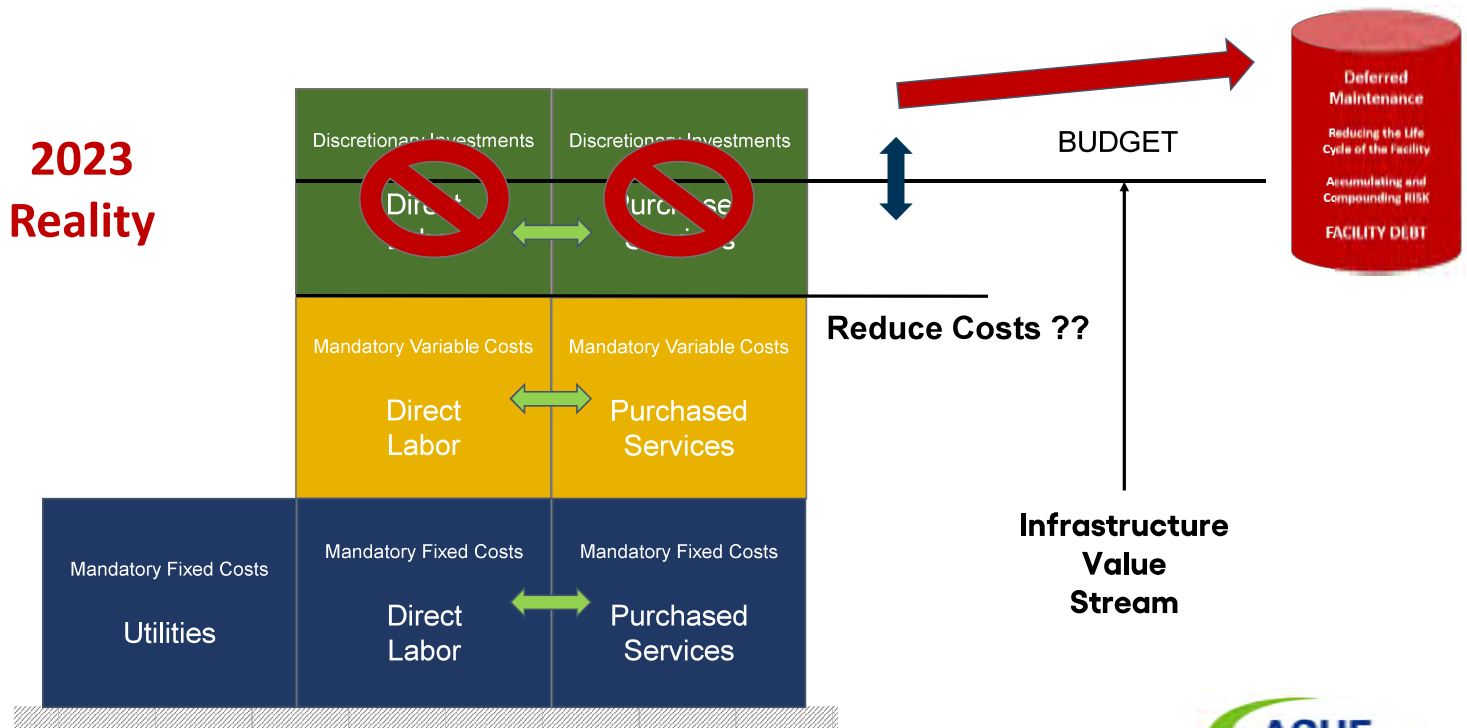 2023
Reality
Discretionary Investments
Discretionary Investments
Direct
Purchased
BUDGET
Deferred
Maintenance
Reducing the Life
Cycle of the Facility
Accumulating and
Compounding RISK
FACILITY DEBT
Reduce Costs ??
Mandatory Variable Costs
Direct
Labor
Mandatory Variable Costs
Purchased
Services
Infrastructure
Value
Stream
Mandatory Fixed Costs
Utilities
Mandatory Fixed Costs
Direct
Labor
Mandatory Fixed Costs
Purchased
Services